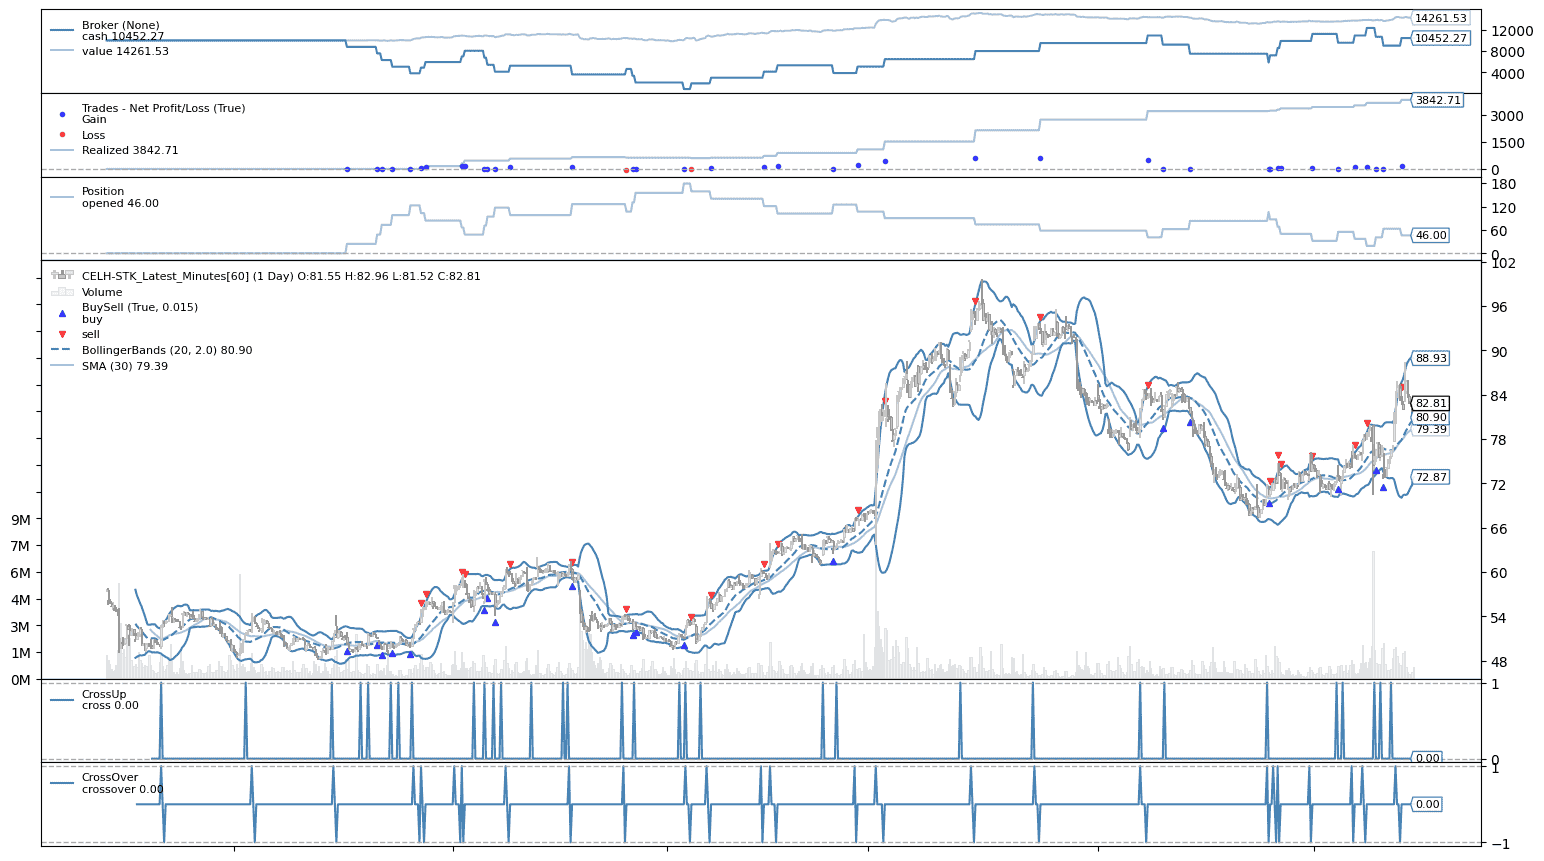 Broker (None)
cash 10452.27
value 14261.53
14261.53
12000
10452.27
8000
4000
Trades - Net Profit/Loss (True)
Gain
Loss
Realized 3842.71
3842.71
3000
1500
0
Position
opened 46.00
180
120
60
46.00
0
CELH-STK_Latest_Minutes[60] (1 Day) O:81.55 H:82.96 L:81.52 C:82.81
Volume
BuySell (True, 0.015)
buy
sell
BollingerBands (20, 2.0) 80.90
SMA (30) 79.39
102
96
90
88.93
84
82.81
80.90
79.39
78
72.87
72
66
60
54
48
9M
7M
6M
4M
3M
1M
0M
CrossUp
cross 0.00
1
0.00
0
CrossOver
crossover 0.00
1
0.00
−1